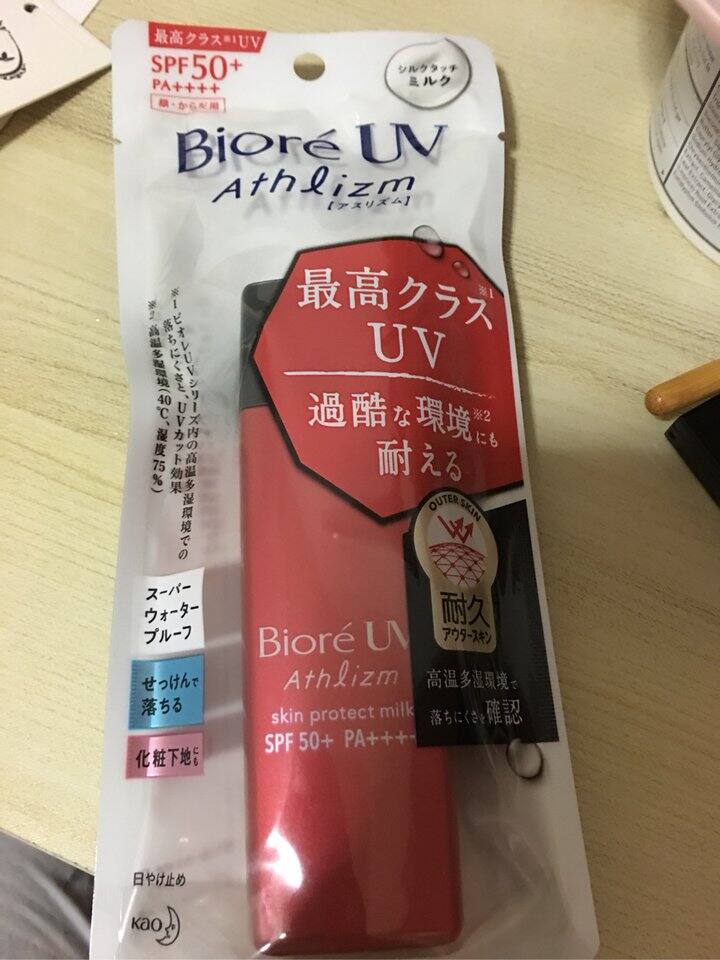 最高クラス※1UV
SPF50+
PA++++
顔・からだ用
シルクタッチ
ミルク
Bioré UV
Athlizm
【アスリズム】
最高クラス※1
UV
過酷な環境※2にも
耐える
※1 ビオレUVシリーズ内の高温多湿環境での
落ちにくさと、UVカット効果
※2 高温多湿環境(40℃、湿度75%)
OUTER SKIN
耐久
アウタースキン
高温多湿環境で
落ちにくさを確認
スーパー
ウォーター
プルーフ
せっけんで
落ちる
化粧下地にも
Bioré UV
Athlizm
skin protect milk
SPF 50+ PA++++
日やけ止め
Kao